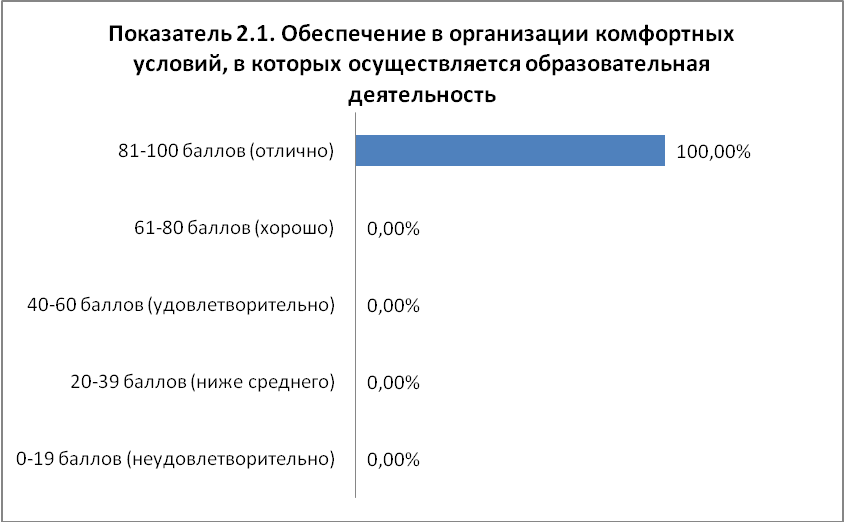 Показатель 2.1. Обеспечение в организации комфортных
условий, в которых осуществляется образовательная
деятельность
81-100 баллов (отлично) 100,00%
61-80 баллов (хорошо) 0,00%
40-60 баллов (удовлетворительно) 0,00%
20-39 баллов (ниже среднего) 0,00%
0-19 баллов (неудовлетворительно) 0,00%